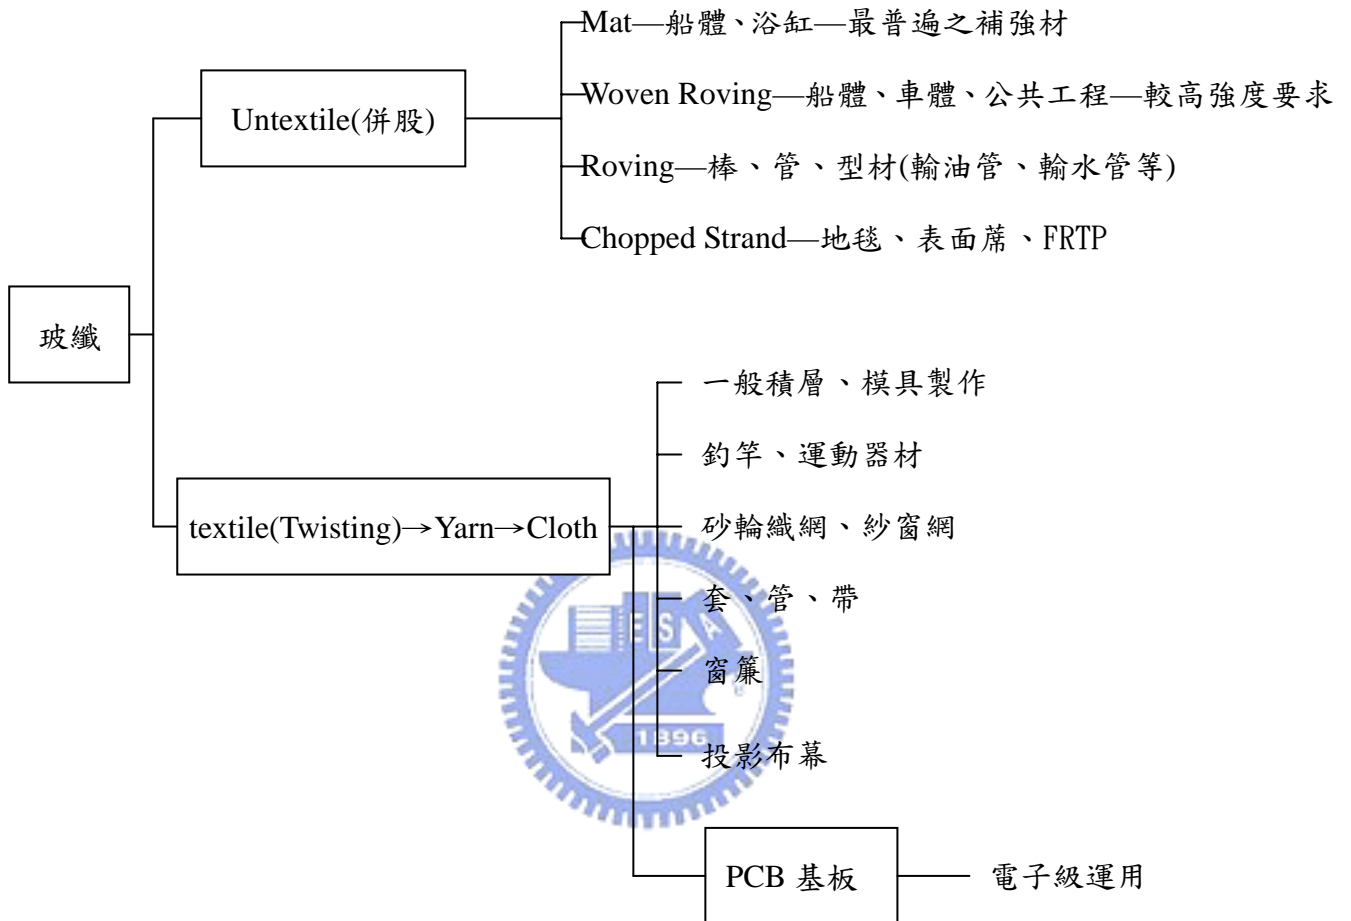 Mat—船體、浴缸—最普遍之補強材
Woven Roving—船體、車體、公共工程—較高強度要求
Untextile(併股)
Roving—棒、管、型材(輸油管、輸水管等)
Chopped Strand—地毯、表面蓆、FRTP
玻纖
一般積層、模具製作
釣竿、運動器材
textile(Twisting)→Yarn→Cloth
砂輪織網、紗窗網
套、管、帶
窗簾
投影布幕
PCB 基板
電子級運用
E S A
1896